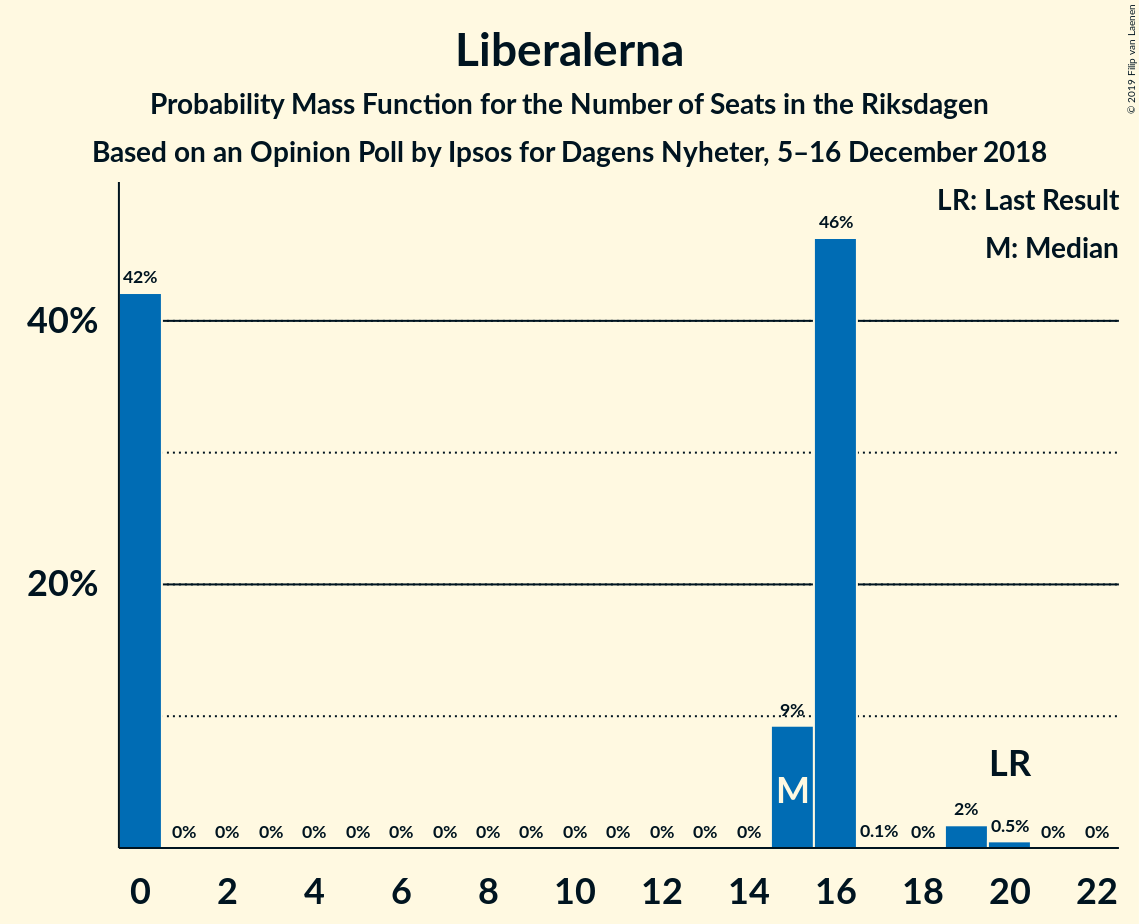 Liberalerna
Probability Mass Function for the Number of Seats in the Riksdagen
Based on an Opinion Poll by Ipsos for Dagens Nyheter, 5–16 December 2018
© 2019 Filip van Laenen
LR: Last Result
M: Median
46%
42%
40%
20%
9%
M
LR
2%
0% 0% 0% 0% 0% 0% 0% 0% 0% 0% 0% 0% 0% 0% 0.1% 0% 0.5% 0% 0%
0 2 4 6 8 10 12 14 16 18 20 22